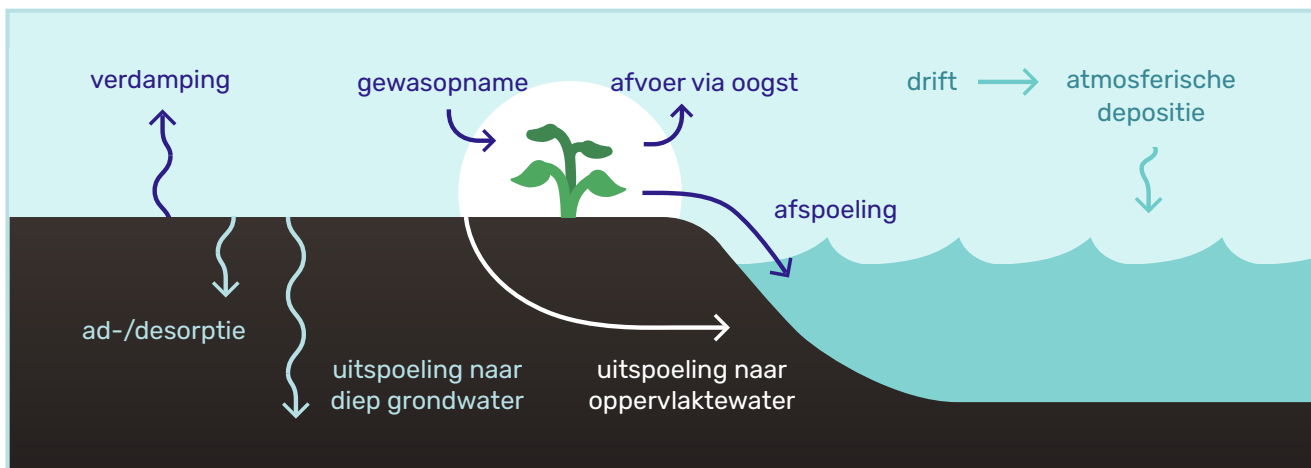 verdamping
gewasopname
afvoer via oogst
drift
atmosferische
depositie
afspoeling
ad-/desorptie
uitspoeling naar
diep grondwater
uitspoeling naar
oppervlaktewater